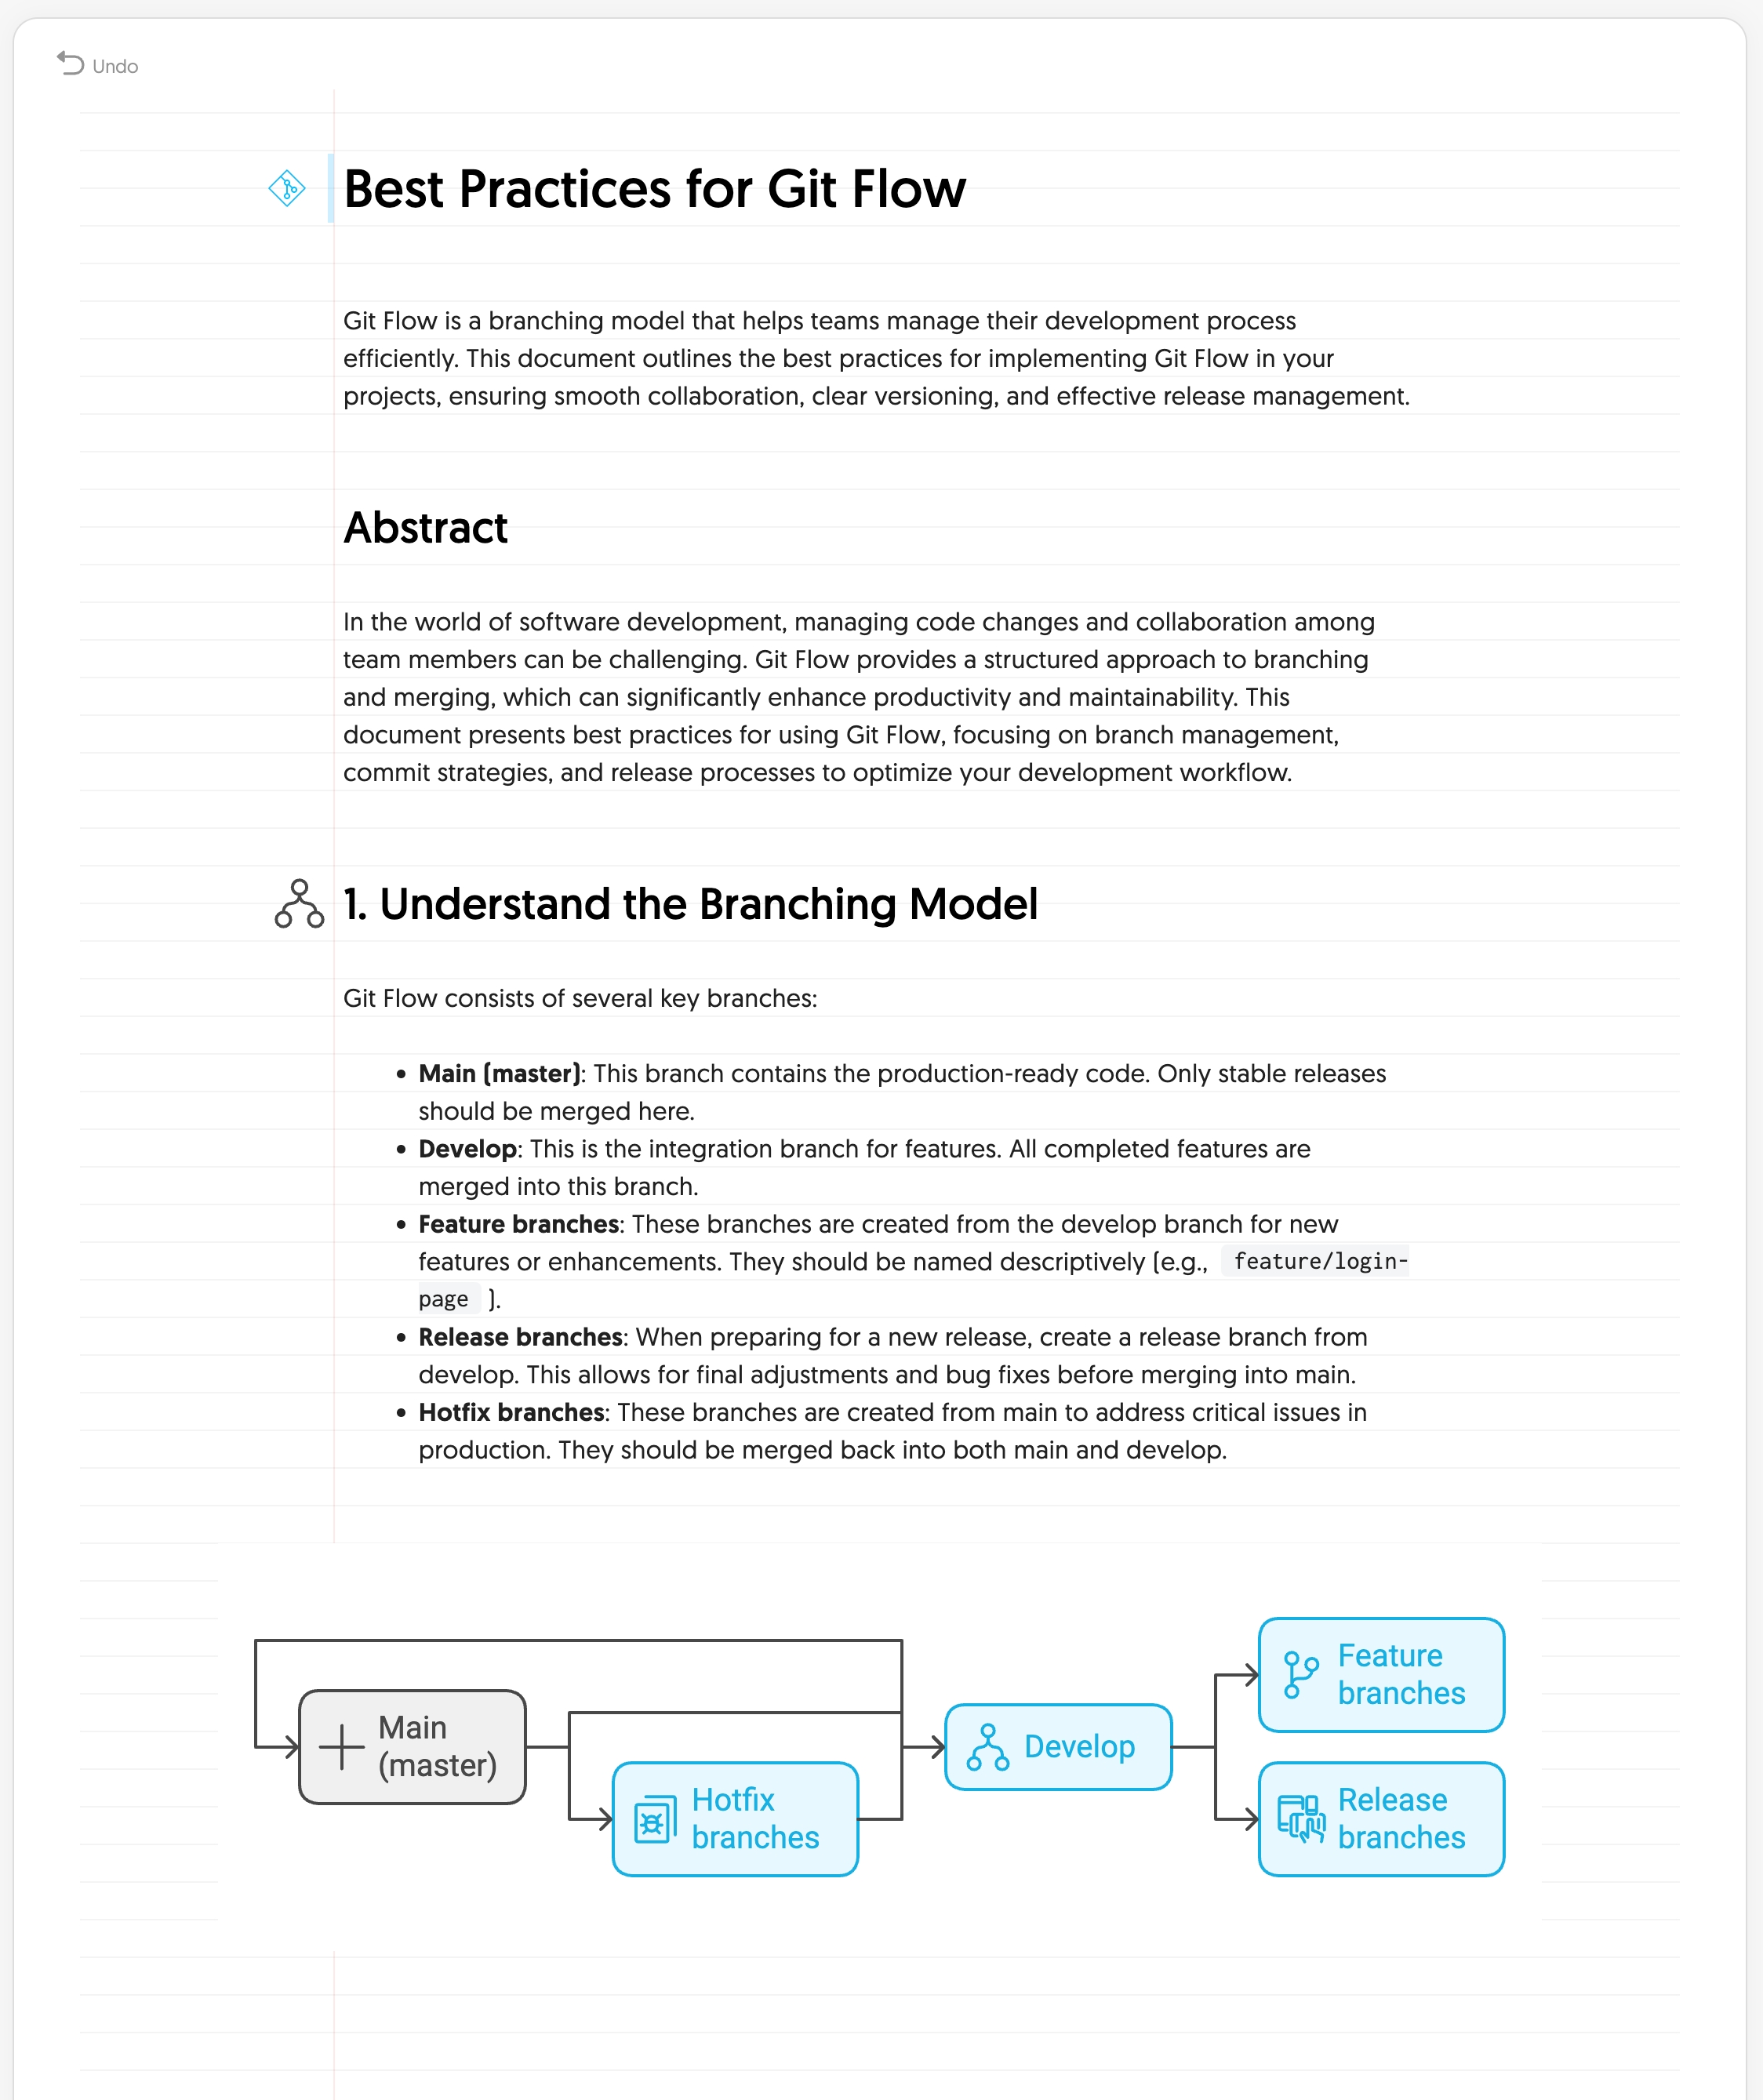 Undo
Best Practices for Git Flow
Git Flow is a branching model that helps teams manage their development process
efficiently. This document outlines the best practices for implementing Git Flow in your
projects, ensuring smooth collaboration, clear versioning, and effective release management.
Abstract
In the world of software development, managing code changes and collaboration among
team members can be challenging. Git Flow provides a structured approach to branching
and merging, which can significantly enhance productivity and maintainability. This
document presents best practices for using Git Flow, focusing on branch management,
commit strategies, and release processes to optimize your development workflow.
1. Understand the Branching Model
Git Flow consists of several key branches:
• Main (master): This branch contains the production-ready code. Only stable releases
should be merged here.
• Develop: This is the integration branch for features. All completed features are
merged into this branch.
• Feature branches: These branches are created from the develop branch for new
features or enhancements. They should be named descriptively (e.g., feature/login-
page ).
• Release branches: When preparing for a new release, create a release branch from
develop. This allows for final adjustments and bug fixes before merging into main.
• Hotfix branches: These branches are created from main to address critical issues in
production. They should be merged back into both main and develop.
Main
(master)
Hotfix
branches
Develop
Feature
branches
Release
branches